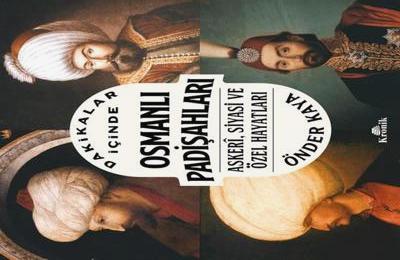 DAKİKALAR
İÇİNDE
OSMANLI
PADİŞAHLARI
ASKERİ, SİYASİ VE
ÖZEL HAYATLARI
ÖNDER KAYA
Kronik